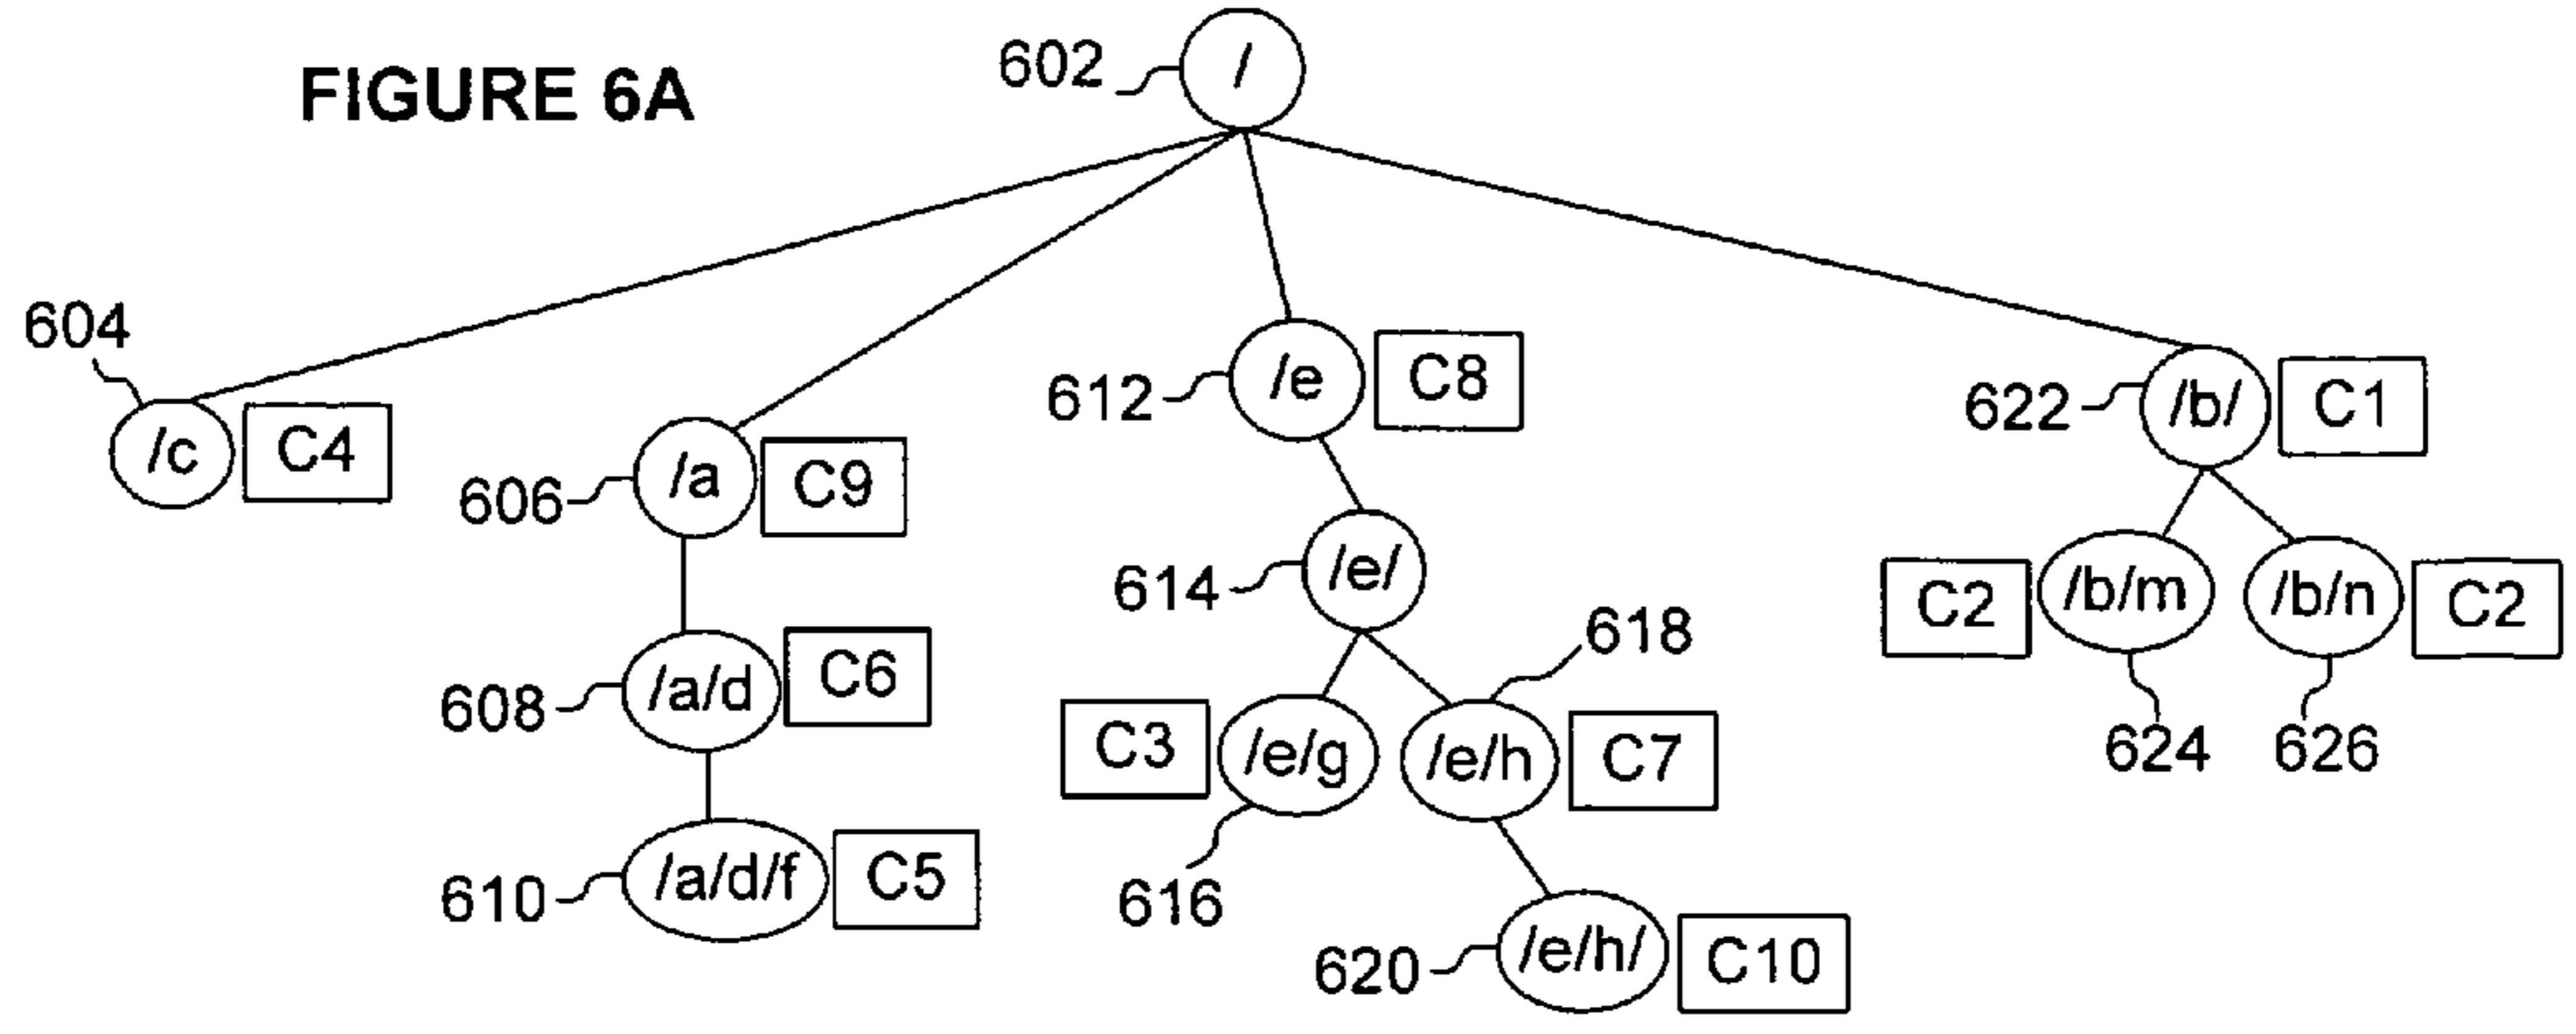 FIGURE 6A
602 /
604
/c C4
606 /a C9
612 /e C8
622 /b/ C1
614 /e/
C2 /b/m /b/n C2
618
608 /a/d C6
C3 /e/g /e/h C7
624 626
610 /a/d/f C5
616
620 /e/h/ C10